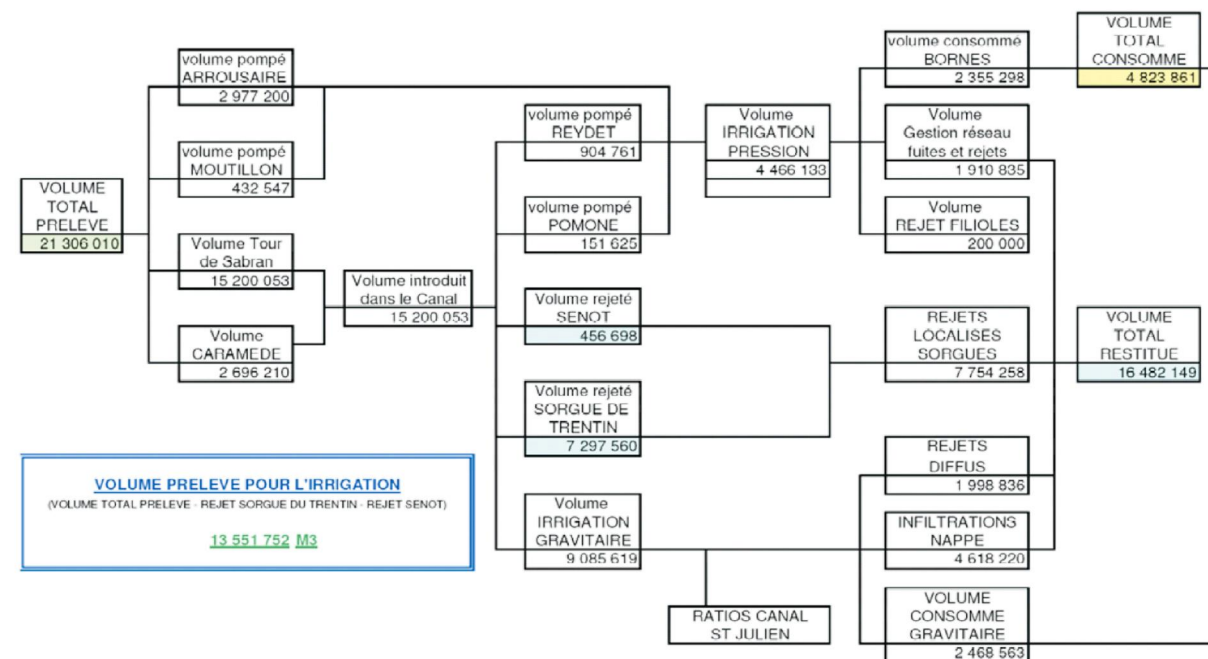 VOLUME
TOTAL
PRELEVE
21 306 010
volume pompé
ARROUSAIRE
2 977 200
volume pompé
MOUTILLON
432 547
Volume Tour
de Sabran
15 200 053
Volume
CARAMEDE
2 696 210
Volume introduit
dans le Canal
15 200 053
volume pompé
REYDET
904 761
volume pompé
POMONE
151 625
Volume rejeté
SENOT
456 698
Volume rejeté
SORGUE DE
TRENTIN
7 297 560
Volume
IRRIGATION
GRAVITAIRE
9 085 619
Volume
IRRIGATION
PRESSION
4 466 133
RATIOS CANAL
ST JULIEN
volume consommé
BORNES
2 355 298
Volume
Gestion réseau
fuites et rejets
1 910 835
Volume
REJET FILIOLES
200 000
REJETS
LOCALISES
SORGUES
7 754 258
REJETS
DIFFUS
1 998 836
INFILTRATIONS
NAPPE
4 618 220
VOLUME
CONSOMME
GRAVITAIRE
2 468 563
VOLUME
TOTAL
CONSOMME
4 823 861
VOLUME
TOTAL
RESTITUE
16 482 149
VOLUME PRELEVE POUR L'IRRIGATION
(VOLUME TOTAL PRELEVE - REJET SORGUE DU TRENTIN - REJET SENOT)
13 551 752 M3